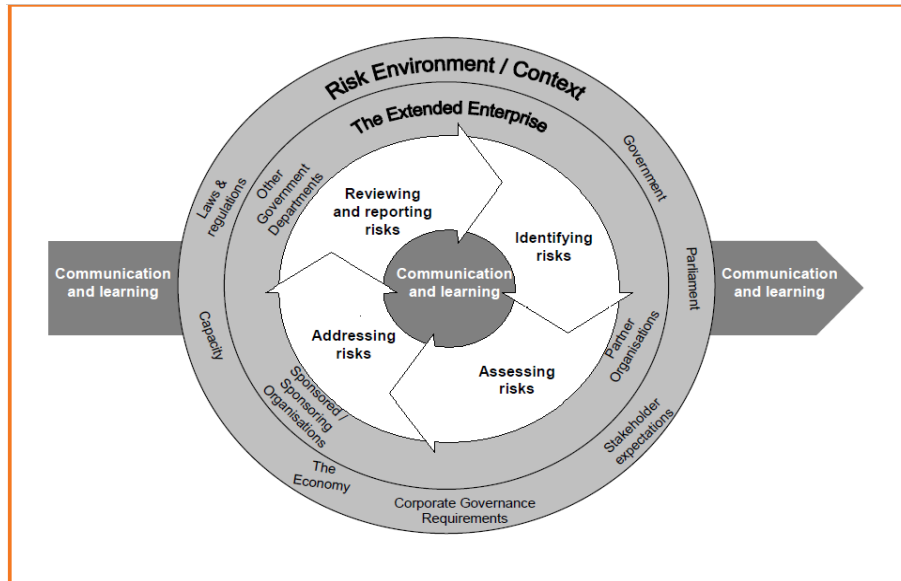 Risk Environment / Context
The Extended Enterprise
Laws &
regulations
Other
Government
Departments
Government
Reviewing
and reporting
risks
Identifying
risks
Communication
and learning
Communication
and learning
Communication
and learning
Parliament
Capacity
Addressing
risks
Assessing
risks
Partner
Organisations
Sponsored /
Sponsoring
Organisations
Stakeholder
expectations
The
Economy
Corporate Governance
Requirements